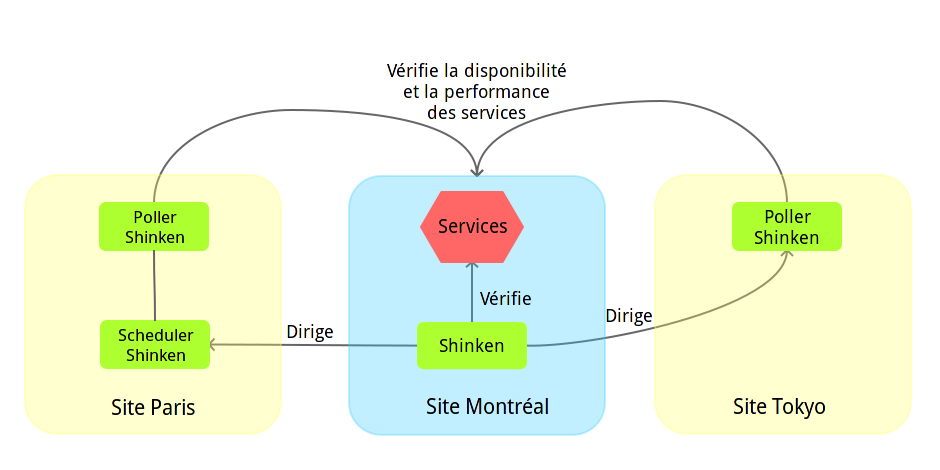 Vérifie la disponibilité
et la performance
des services
Poller
Shinken
Services
Poller
Shinken
Vérifie
Dirige
Dirige
Scheduler
Shinken
Shinken
Site Paris
Site Montréal
Site Tokyo